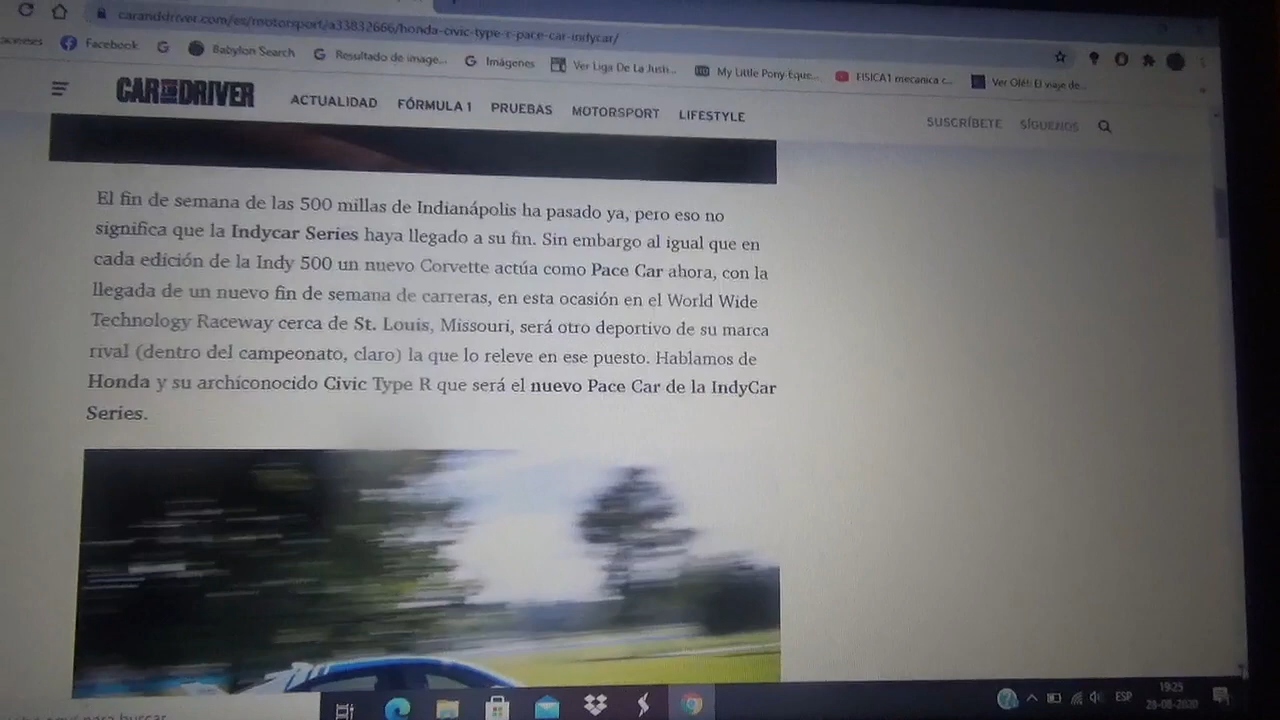 caranddriver.com/es/motorsport/a33832666/honda-civic-type-r-pace-car-indycar/
Facebook
Babylon Search
Resultado de image...
Imágenes
Ver Liga De La Justi...
My Little Pony Eque...
FISICA1 mecanica c...
Ver Olé!: El viaje de...
CAR AND DRIVER
ACTUALIDAD FÓRMULA 1 PRUEBAS MOTORSPORT LIFESTYLE
SUSCRÍBETE SÍGUENOS
El fin de semana de las 500 millas de Indianápolis ha pasado ya, pero eso no
significa que la Indycar Series haya llegado a su fin. Sin embargo al igual que en
cada edición de la Indy 500 un nuevo Corvette actúa como Pace Car ahora, con la
llegada de un nuevo fin de semana de carreras, en esta ocasión en el World Wide
Technology Raceway cerca de St. Louis, Missouri, será otro deportivo de su marca
rival (dentro del campeonato, claro) la que lo releve en ese puesto. Hablamos de
Honda y su archiconocido Civic Type R que será el nuevo Pace Car de la IndyCar
Series.
ESP
19:25